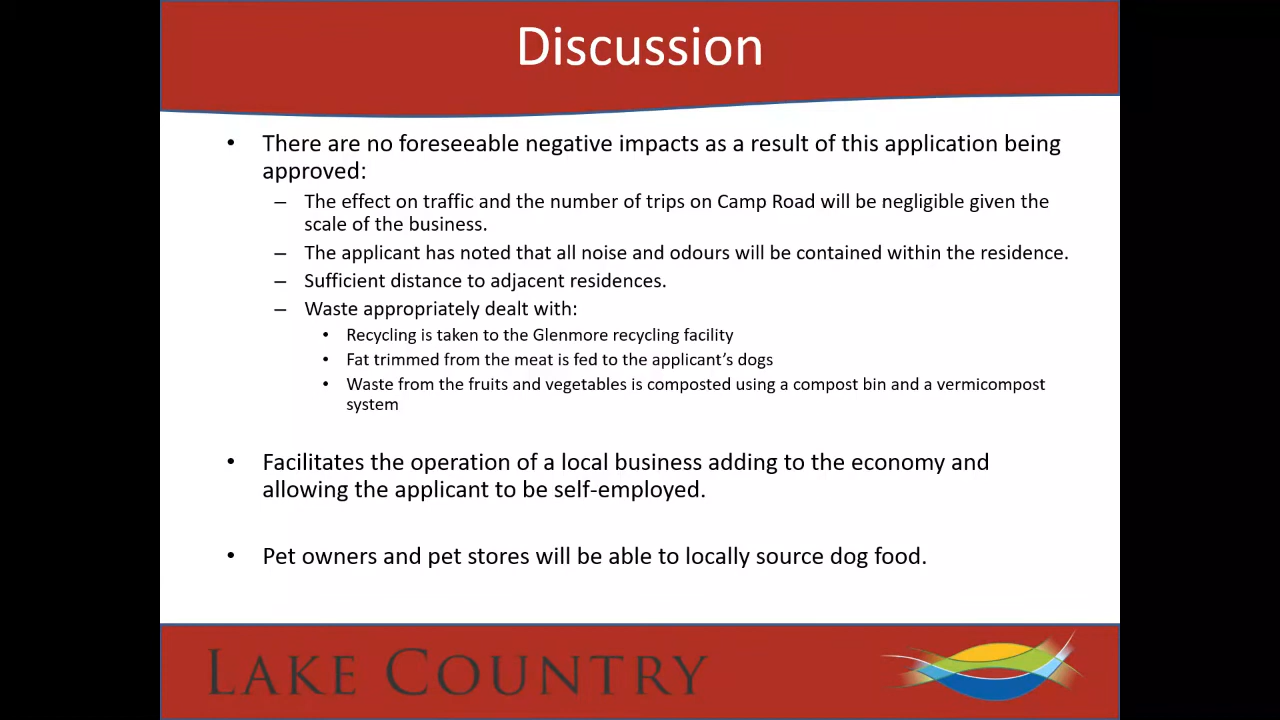 Discussion
• There are no foreseeable negative impacts as a result of this application being
approved:
– The effect on traffic and the number of trips on Camp Road will be negligible given the
scale of the business.
– The applicant has noted that all noise and odours will be contained within the residence.
– Sufficient distance to adjacent residences.
– Waste appropriately dealt with:
• Recycling is taken to the Glenmore recycling facility
• Fat trimmed from the meat is fed to the applicant’s dogs
• Waste from the fruits and vegetables is composted using a compost bin and a vermicompost
system
• Facilitates the operation of a local business adding to the economy and
allowing the applicant to be self-employed.
• Pet owners and pet stores will be able to locally source dog food.
LAKE COUNTRY